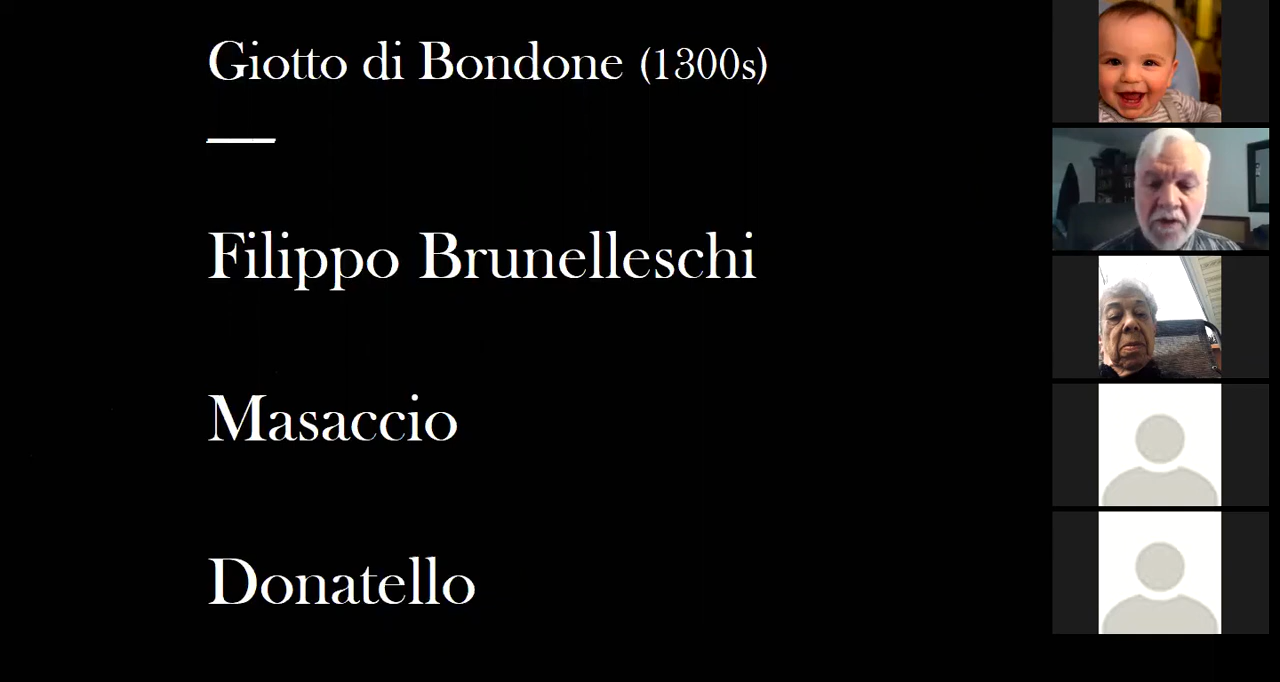 Giotto di Bondone (1300s)
Filippo Brunelleschi
Masaccio
Donatello